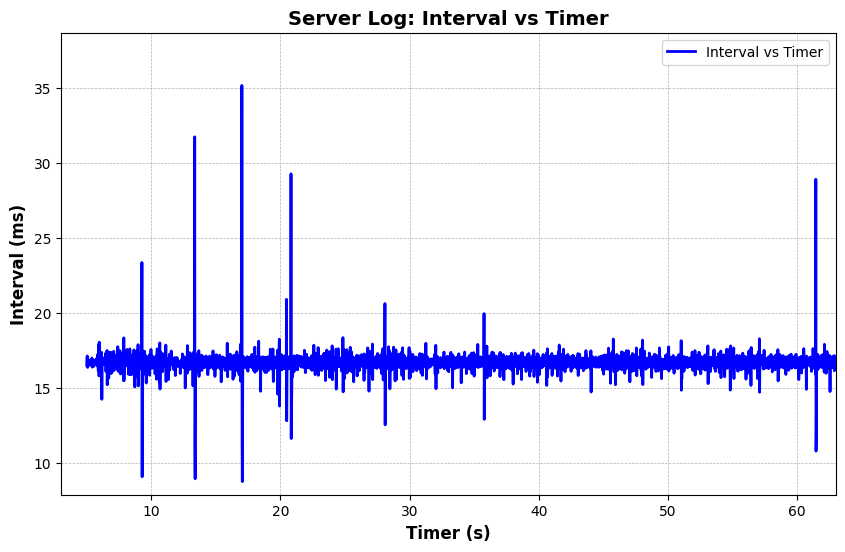 Server Log: Interval vs Timer
Interval vs Timer
35
30
25
20
15
10
Interval (ms)
10 20 30 40 50 60
Timer (s)